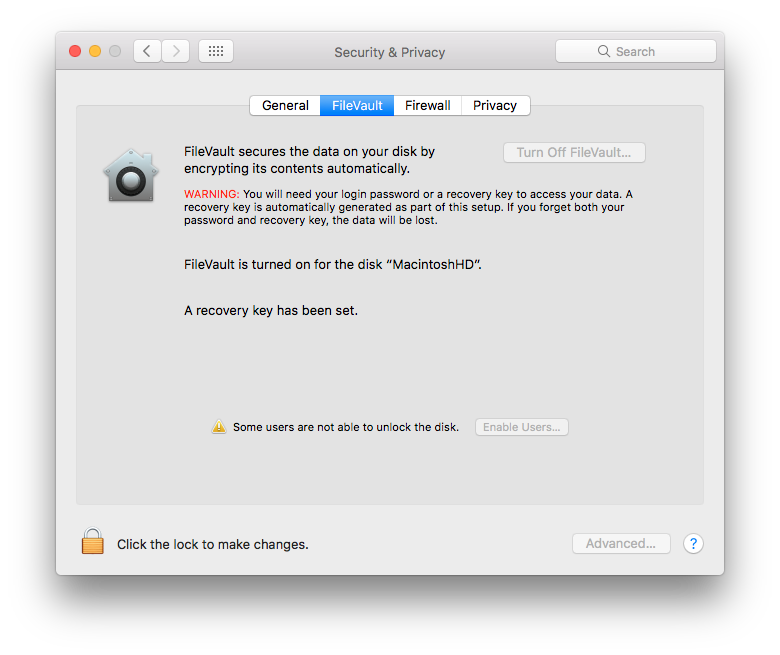 Security & Privacy
Search
General
FileVault
Firewall
Privacy
FileVault secures the data on your disk by
encrypting its contents automatically.
Turn Off FileVault...
WARNING: You will need your login password or a recovery key to access your data. A
recovery key is automatically generated as part of this setup. If you forget both your
password and recovery key, the data will be lost.
FileVault is turned on for the disk “MacintoshHD”.
A recovery key has been set.
Some users are not able to unlock the disk.
Enable Users...
Click the lock to make changes.
Advanced...
?